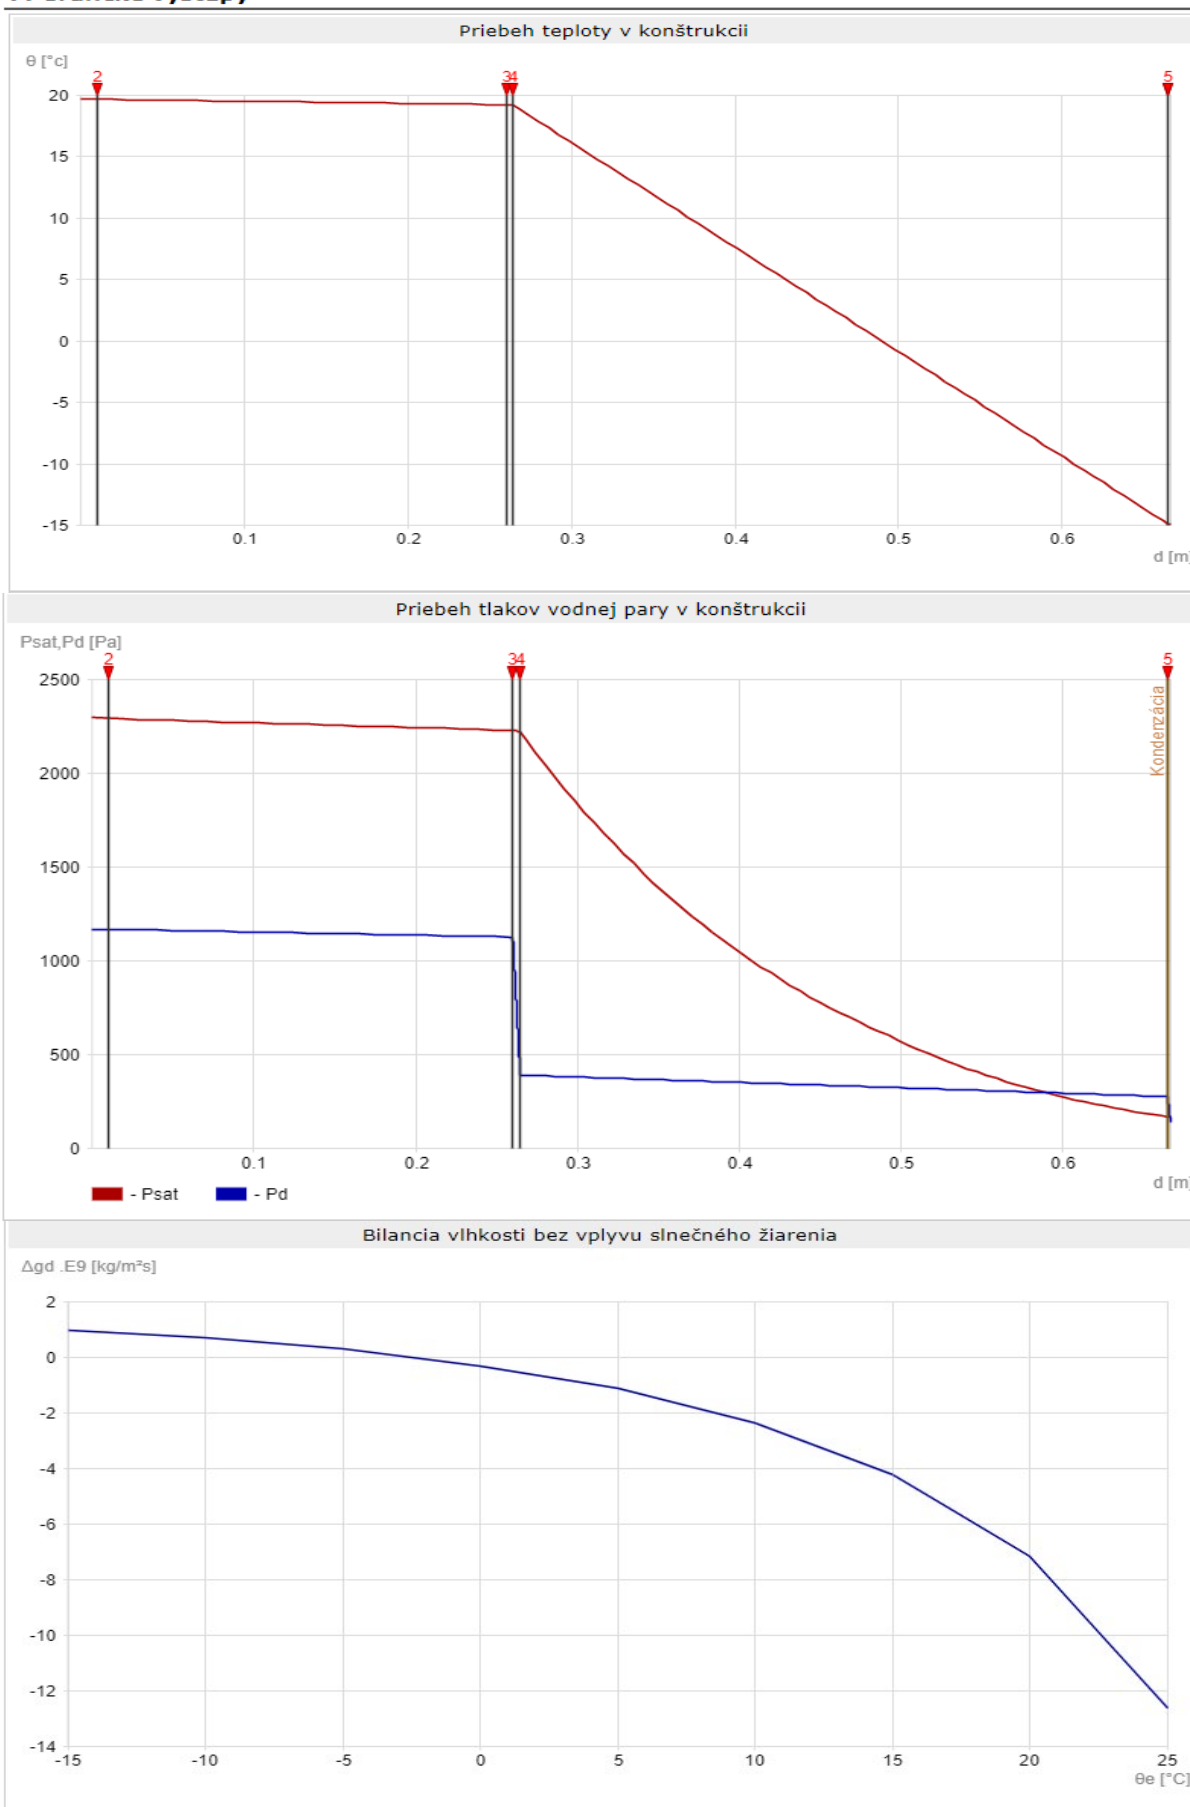 Priebeh teploty v konštrukcii
θ [°c]
2 3 4 5
20
15
10
5
0
-5
-10
-15
0.1 0.2 0.3 0.4 0.5 0.6
d [m]
Priebeh tlakov vodnej pary v konštrukcii
Psat,Pd [Pa]
2 3 4 5
2500
Kondenzácia
2000
1500
1000
500
0
0.1 0.2 0.3 0.4 0.5 0.6
d [m]
- Psat - Pd
Bilancia vlhkosti bez vplyvu slnečného žiarenia
Δgd .E9 [kg/m²s]
2
0
-2
-4
-6
-8
-10
-12
-14
-15 -10 -5 0 5 10 15 20 25
θe [°C]